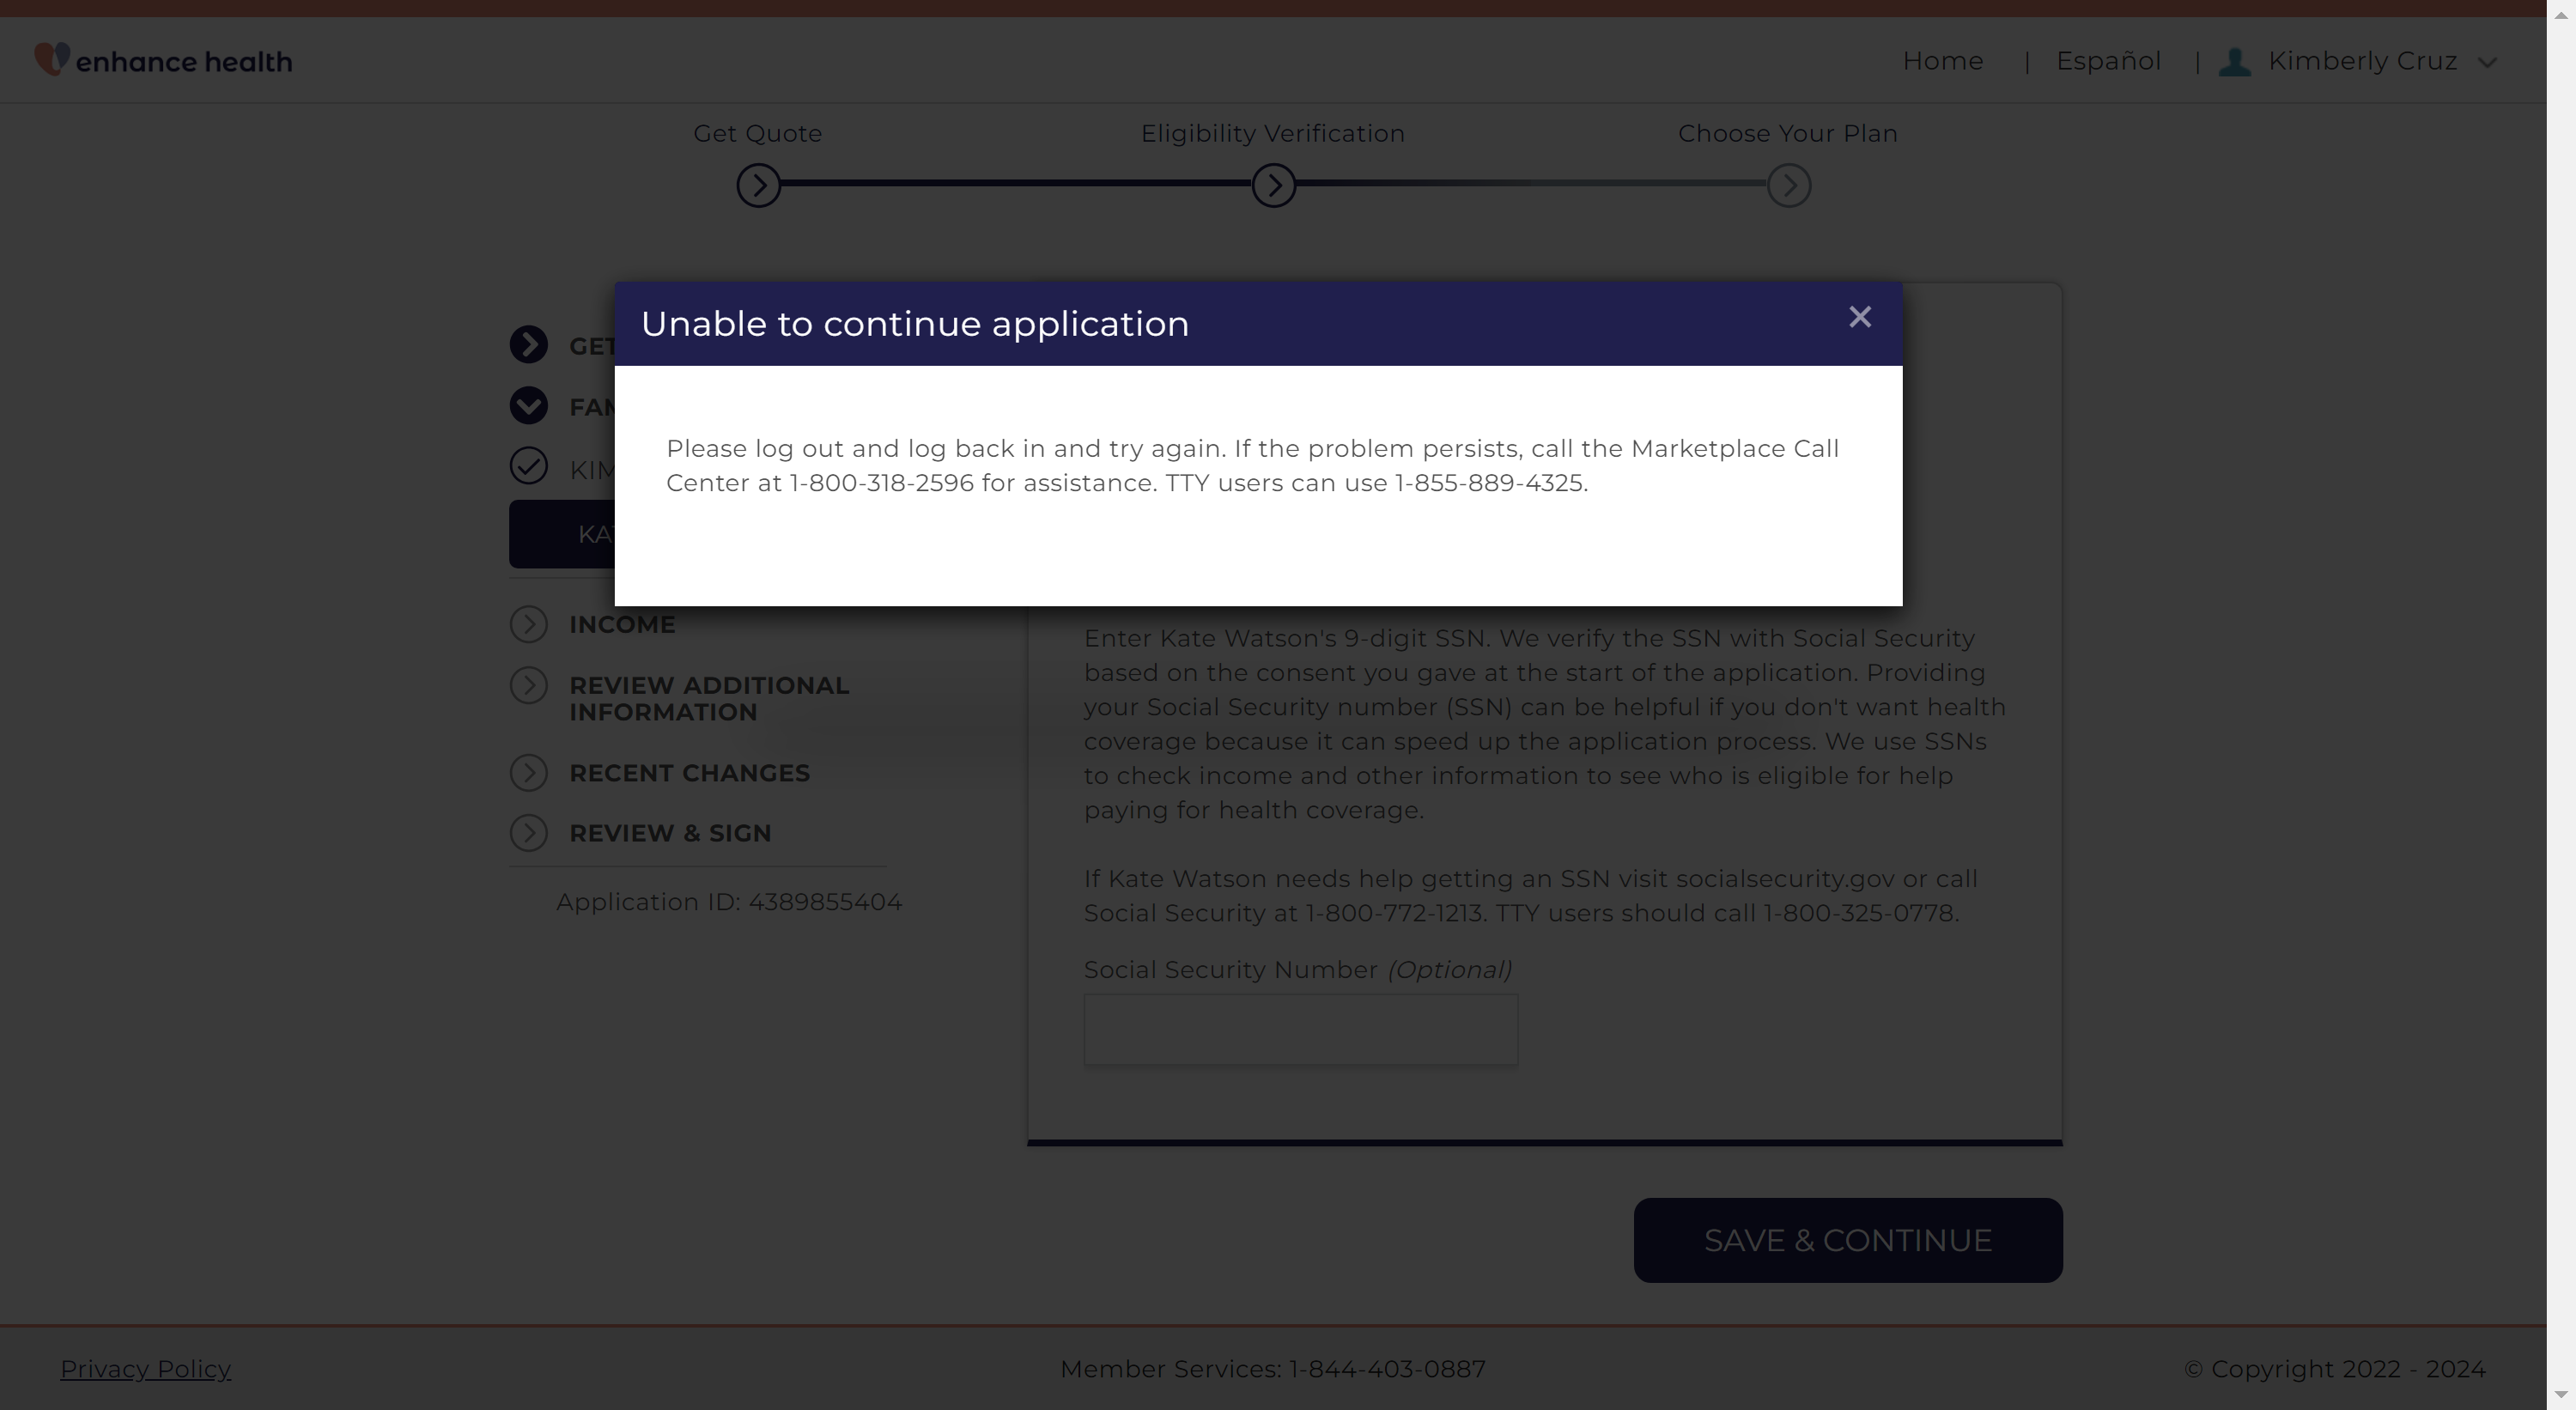 enhance health
Home | Español | Kimberly Cruz
Get Quote
Eligibility Verification
Choose Your Plan
Unable to continue application
Please log out and log back in and try again. If the problem persists, call the Marketplace Call
Center at 1-800-318-2596 for assistance. TTY users can use 1-855-889-4325.
GET
FAM
KIM
KAT
INCOME
REVIEW ADDITIONAL
INFORMATION
RECENT CHANGES
REVIEW & SIGN
Application ID: 4389855404
Enter Kate Watson's 9-digit SSN. We verify the SSN with Social Security
based on the consent you gave at the start of the application. Providing
your Social Security number (SSN) can be helpful if you don't want health
coverage because it can speed up the application process. We use SSNs
to check income and other information to see who is eligible for help
paying for health coverage.
If Kate Watson needs help getting an SSN visit socialsecurity.gov or call
Social Security at 1-800-772-1213. TTY users should call 1-800-325-0778.
Social Security Number (Optional)
SAVE & CONTINUE
Privacy Policy
Member Services: 1-844-403-0887
© Copyright 2022 - 2024